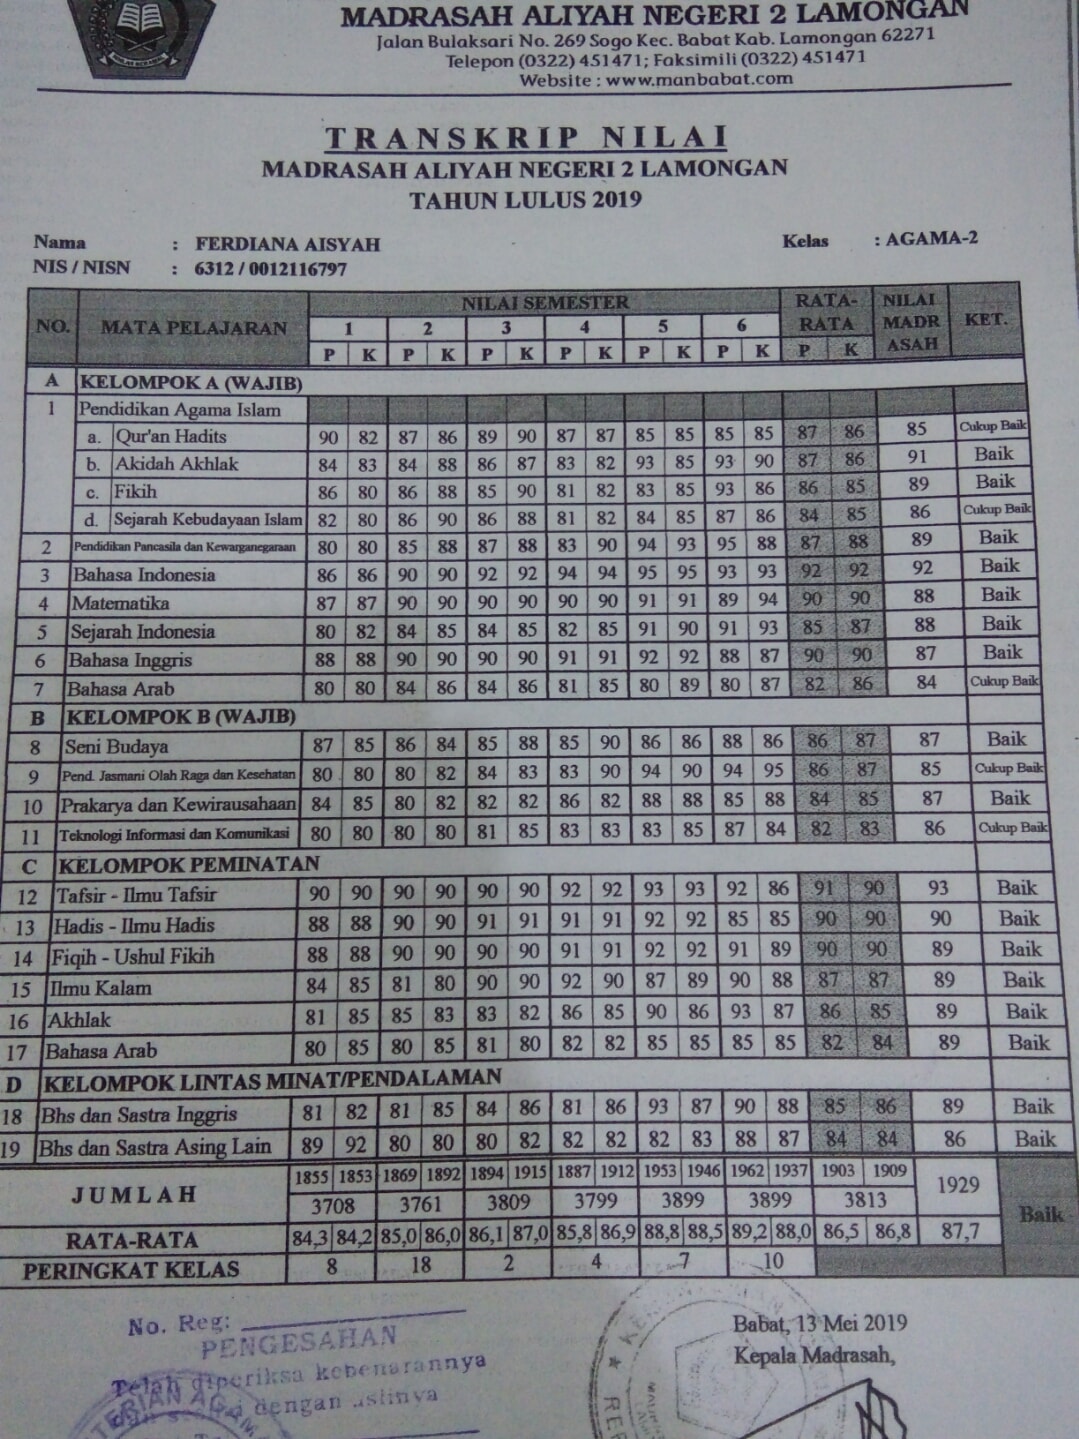 MADRASAH ALIYAH NEGERI 2 LAMONGAN
Jalan Bulaksari No. 269 Sogo Kec. Babat Kab. Lamongan 62271
Telepon (0322) 451471; Faksimili (0322) 451471
Website : www.manbabat.com
TRANSKRIP NILAI
MADRASAH ALIYAH NEGERI 2 LAMONGAN
TAHUN LULUS 2019
Nama : FERDIANA AISYAH Kelas : AGAMA-2
NIS / NISN : 6312 / 0012116797
NO. MATA PELAJARAN NILAI SEMESTER RATA-RATA NILAI MADRASAH KET.
1 2 3 4 5 6
P K P K P K P K P K P K P K
A KELOMPOK A (WAJIB)
1 Pendidikan Agama Islam
a. Qur'an Hadits 90 82 87 86 89 90 87 87 85 85 85 85 87 86 85 Cukup Baik
b. Akidah Akhlak 84 83 84 88 86 87 83 82 93 85 93 90 87 86 91 Baik
c. Fikih 86 80 86 88 85 90 81 82 83 85 93 86 86 85 89 Baik
d. Sejarah Kebudayaan Islam 82 80 86 90 86 88 81 82 84 85 87 86 84 85 86 Cukup Baik
2 Pendidikan Pancasila dan Kewarganegaraan 80 80 85 88 87 88 83 90 94 93 95 88 87 88 89 Baik
3 Bahasa Indonesia 86 86 90 90 92 92 94 94 95 95 93 93 92 92 92 Baik
4 Matematika 87 87 90 90 90 90 90 90 91 91 89 94 90 90 88 Baik
5 Sejarah Indonesia 80 82 84 85 84 85 82 85 91 90 91 93 85 87 88 Baik
6 Bahasa Inggris 88 88 90 90 90 90 91 91 92 92 88 87 90 90 87 Baik
7 Bahasa Arab 80 80 84 86 84 86 81 85 80 89 80 87 82 86 84 Cukup Baik
B KELOMPOK B (WAJIB)
8 Seni Budaya 87 85 86 84 85 88 85 90 86 86 88 86 86 87 87 Baik
9 Pend. Jasmani Olah Raga dan Kesehatan 80 80 80 82 84 83 83 90 94 90 94 95 86 87 85 Cukup Baik
10 Prakarya dan Kewirausahaan 84 85 80 82 82 82 86 82 88 88 85 88 84 85 87 Baik
11 Teknologi Informasi dan Komunikasi 80 80 80 80 81 85 83 83 83 85 87 84 82 83 86 Cukup Baik
C KELOMPOK PEMINATAN
12 Tafsir - Ilmu Tafsir 90 90 90 90 90 90 92 92 93 93 92 86 91 90 93 Baik
13 Hadis - Ilmu Hadis 88 88 90 90 91 91 91 91 92 92 85 85 90 90 90 Baik
14 Fiqih - Ushul Fikih 88 88 90 90 90 90 91 91 92 92 91 89 90 90 89 Baik
15 Ilmu Kalam 84 85 81 80 90 90 92 90 87 89 90 88 87 87 89 Baik
16 Akhlak 81 85 85 83 83 82 86 85 90 86 93 87 86 85 89 Baik
17 Bahasa Arab 80 85 80 85 81 80 82 82 85 85 85 85 82 84 89 Baik
D KELOMPOK LINTAS MINAT/PENDALAMAN
18 Bhs dan Sastra Inggris 81 82 81 85 84 86 81 86 93 87 90 88 85 86 89 Baik
19 Bhs dan Sastra Asing Lain 89 92 80 80 80 82 82 82 82 83 88 87 84 84 86 Baik
JUMLAH 1855 1853 1869 1892 1894 1915 1887 1912 1953 1946 1962 1937 1903 1909 1929 Baik
3708 3761 3809 3799 3899 3899 3813
RATA-RATA 84,3 84,2 85,0 86,0 86,1 87,0 85,8 86,9 88,8 88,5 89,2 88,0 86,5 86,8 87,7
PERINGKAT KELAS 8 18 2 4 7 10
No. Reg:
PENGESAHAN
Telah diperiksa kebenarannya
dengan aslinya
Babat, 13 Mei 2019
Kepala Madrasah,